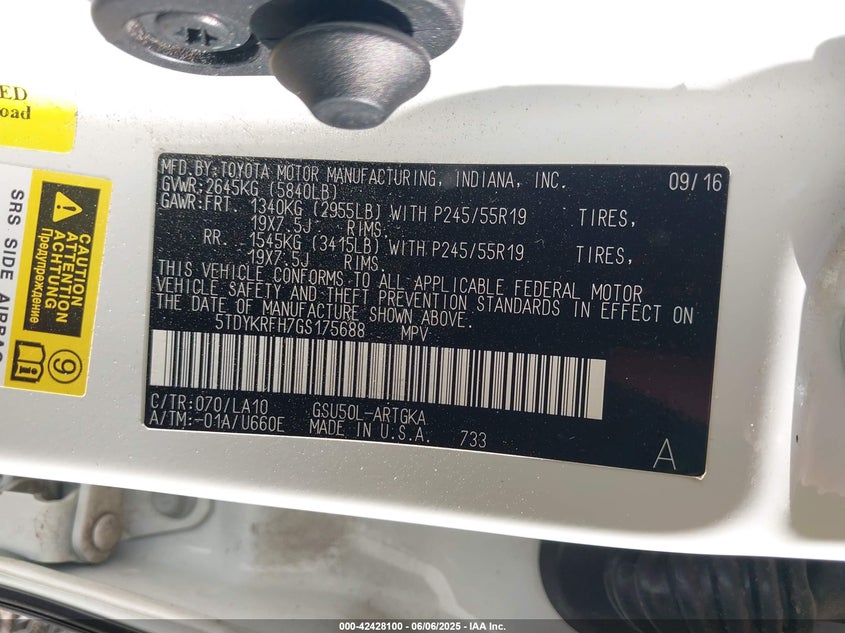 ED
oad
SRS SIDE AIRBAG
CAUTION
ATTENTION
ACHTUNG
Предупреждение
9
MFD.BY:TOYOTA MOTOR MANUFACTURING, INDIANA, INC. 09/16
GVWR:2645KG (5840LB)
GAWR:FRT. 1340KG (2955LB) WITH P245/55R19 TIRES,
19X7.5J RIMS.
RR. 1545KG (3415LB) WITH P245/55R19 TIRES,
19X7.5J RIMS.
THIS VEHICLE CONFORMS TO ALL APPLICABLE FEDERAL MOTOR
VEHICLE SAFETY AND THEFT PREVENTION STANDARDS IN EFFECT ON
THE DATE OF MANUFACTURE SHOWN ABOVE.
5TDYKRFH7GS175688 MPV
C/TR:070/LA10 GSU50L-ARTGKA
A/TM:-01A/U660E MADE IN U.S.A. 733
A
000-42428100 - 06/06/2025 - IAA Inc.